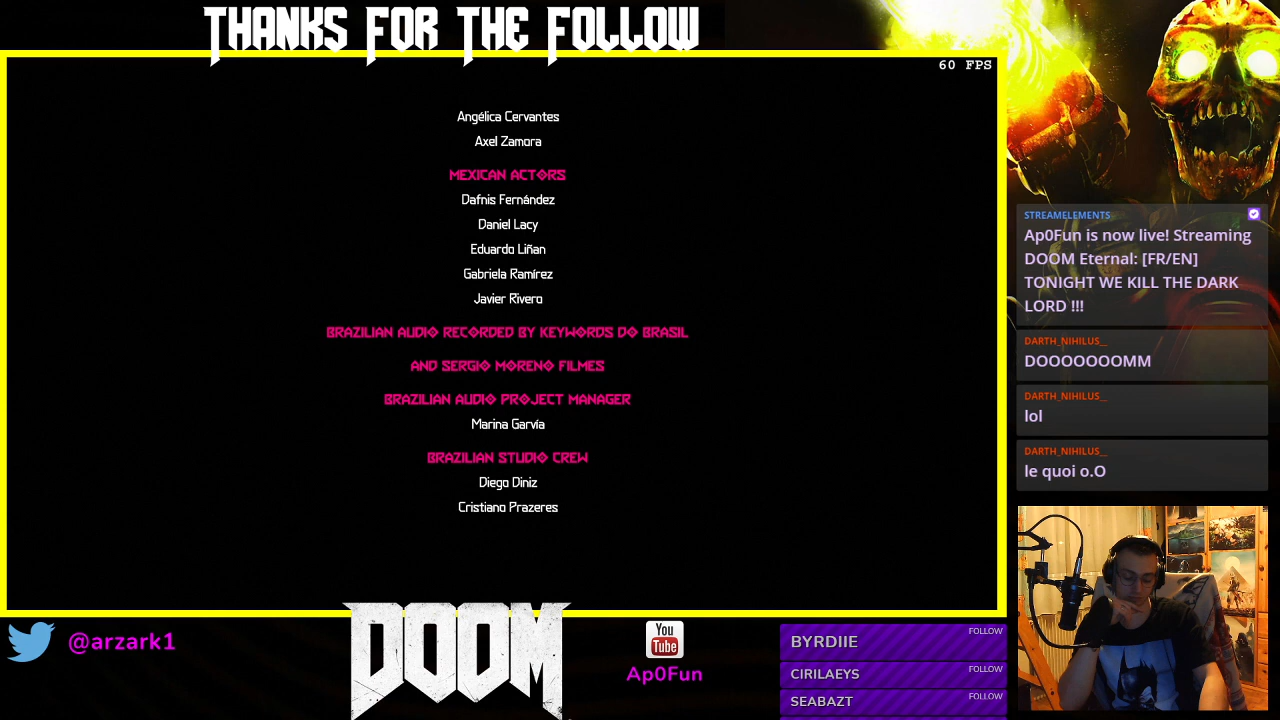 THANKS FOR THE FOLLOW
60 FPS
Angélica Cervantes
Axel Zamora
MEXICAN ACTORS
Dafnis Fernández
Daniel Lacy
Eduardo Liñan
Gabriela Ramírez
Javier Rivero
BRAZILIAN AUDIO RECORDED BY KEYWORDS DO BRASIL
AND SERGIO MORENO FILMES
BRAZILIAN AUDIO PROJECT MANAGER
Marina Garvía
BRAZILIAN STUDIO CREW
Diego Diniz
Cristiano Prazeres
STREAMELEMENTS
Ap0Fun is now live! Streaming
DOOM Eternal: [FR/EN]
TONIGHT WE KILL THE DARK
LORD !!!
DARTH_NIHILUS__
DOOOOOOOMM
DARTH_NIHILUS__
lol
DARTH_NIHILUS__
le quoi o.O
@arzark1
DOOM
You
Tube
Ap0Fun
BYRDIIE
FOLLOW
CIRILAEYS
FOLLOW
SEABAZT
FOLLOW